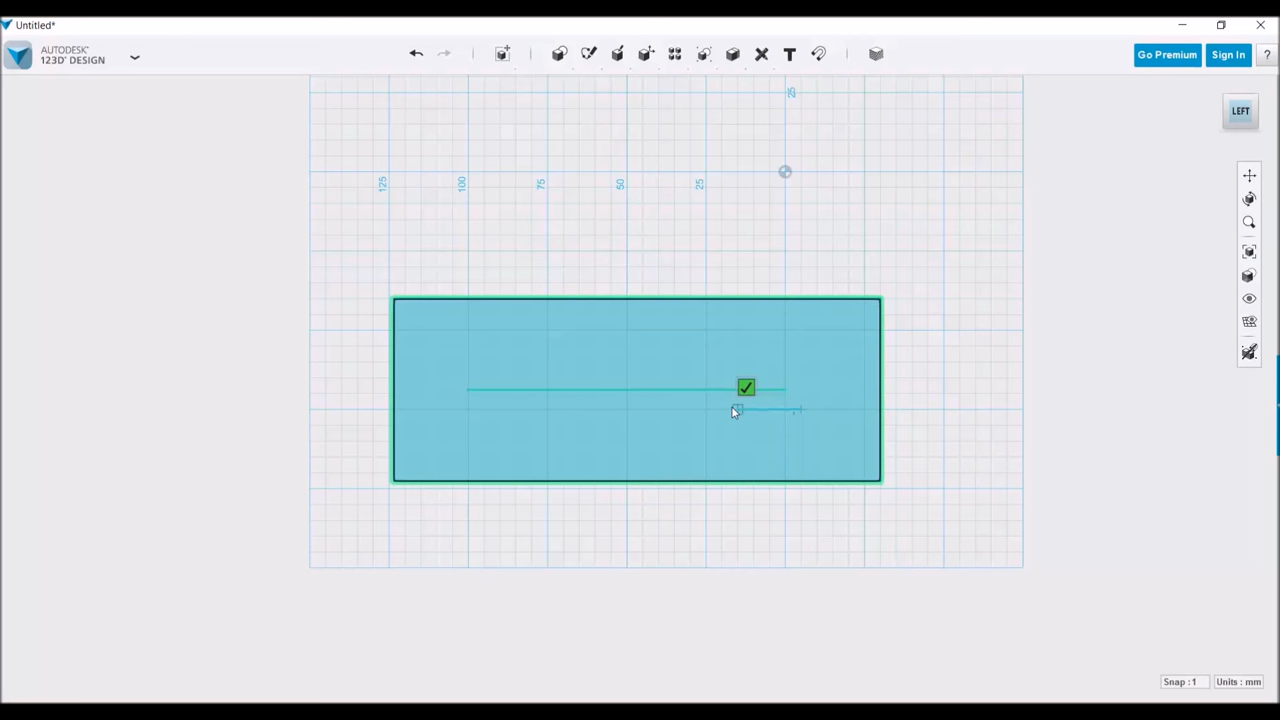 Untitled*
AUTODESK®
123D® DESIGN
Go Premium
Sign In
?
T
LEFT
25
125
100
75
50
25
Snap : 1
Units : mm